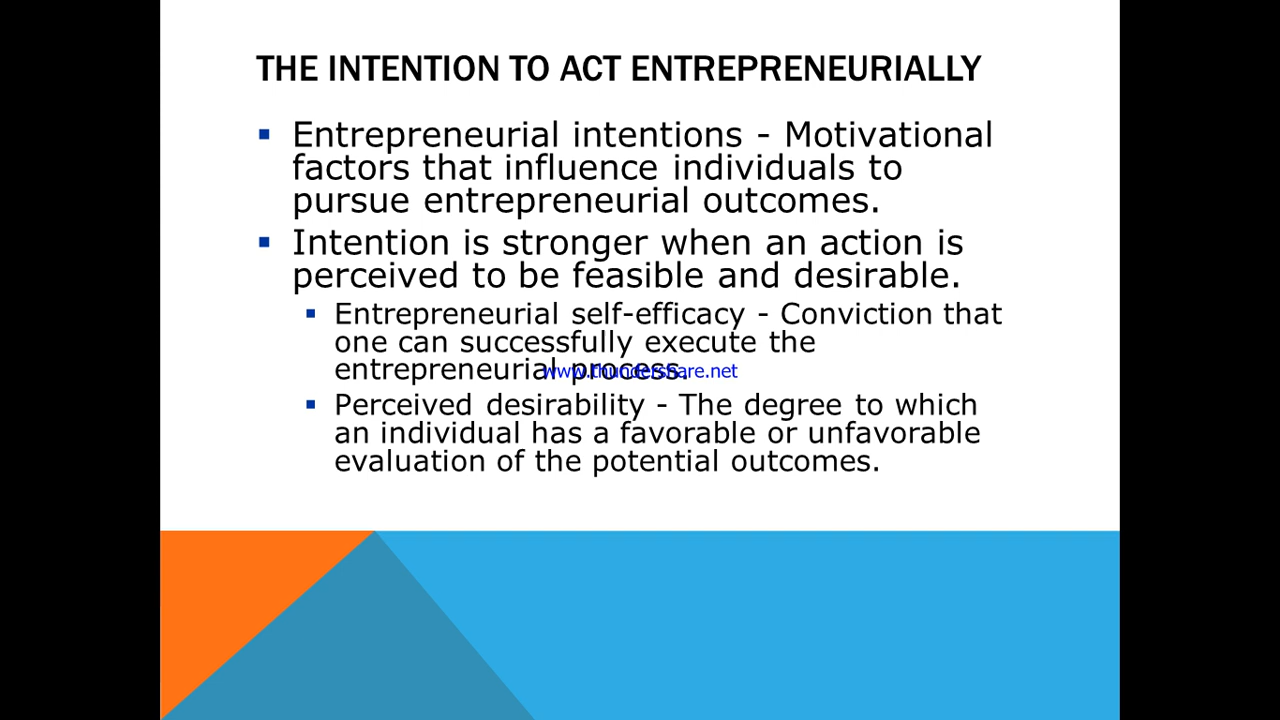 THE INTENTION TO ACT ENTREPRENEURIALLY
▪ Entrepreneurial intentions - Motivational
factors that influence individuals to
pursue entrepreneurial outcomes.
▪ Intention is stronger when an action is
perceived to be feasible and desirable.
▪ Entrepreneurial self-efficacy - Conviction that
one can successfully execute the
entrepreneurial process.
www.thundershare.net
▪ Perceived desirability - The degree to which
an individual has a favorable or unfavorable
evaluation of the potential outcomes.